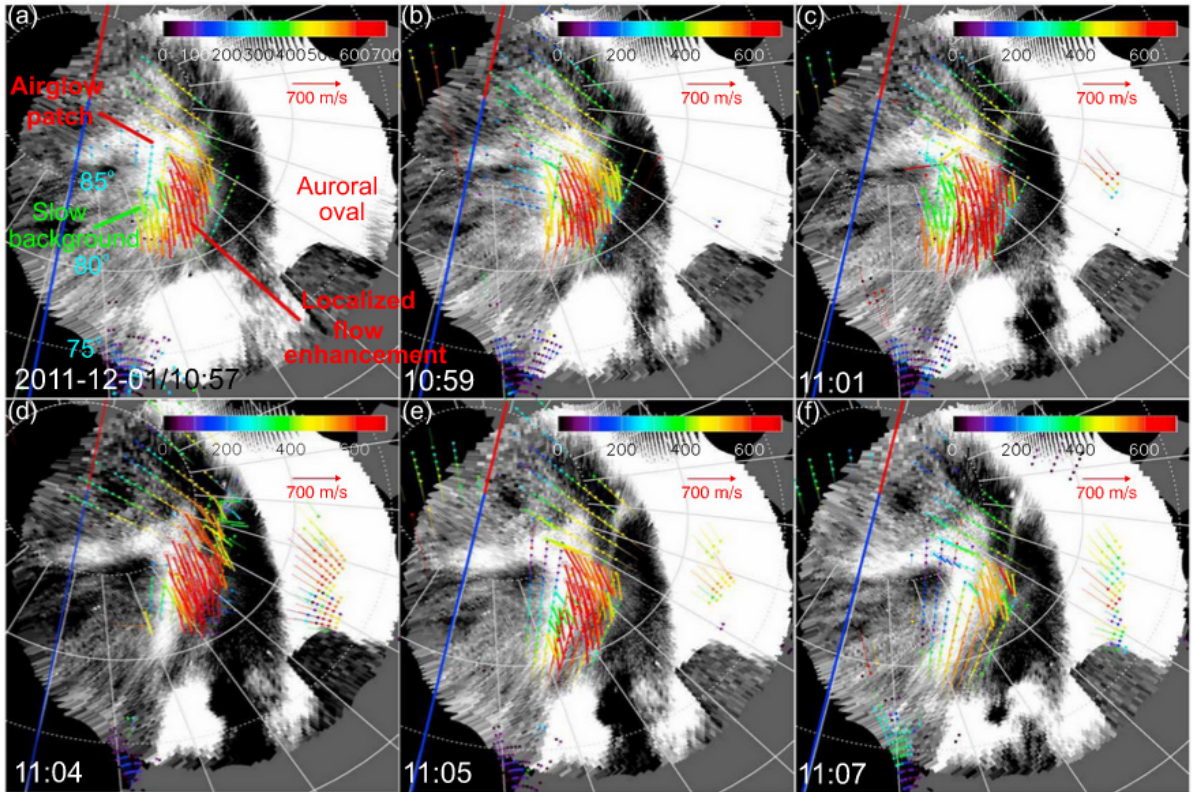 (a)
0 100 200 300 400 500 600 700
700 m/s
Airglow
patch
85°
Auroral
oval
Slow
background
80°
Localized
flow
enhancement
75°
2011-12-01/10:57
(b)
0 200 400 600
700 m/s
10:59
(c)
0 200 400 600
700 m/s
11:01
(d)
0 200 400 600
700 m/s
11:04
(e)
0 200 400 600
700 m/s
11:05
(f)
0 200 400 600
700 m/s
11:07